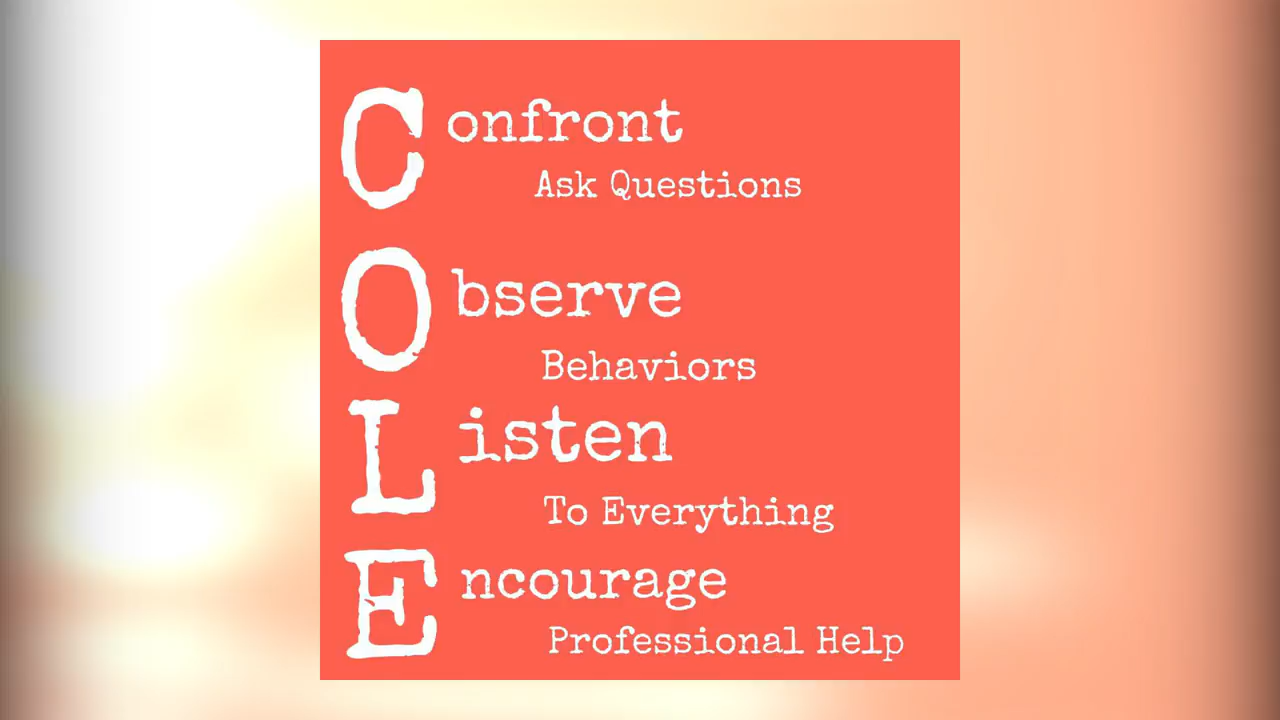 Confront
Ask Questions
Observe
Behaviors
Listen
To Everything
Encourage
Professional Help